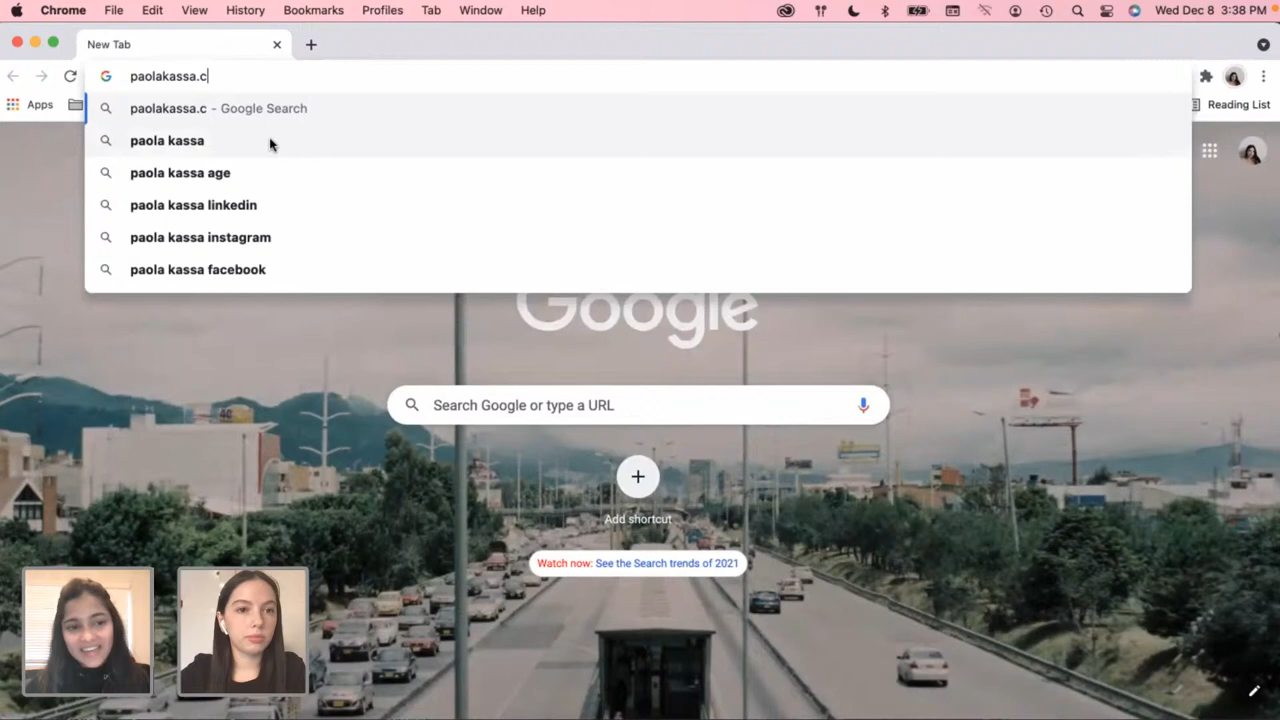 Chrome File Edit View History Bookmarks Profiles Tab Window Help Wed Dec 8 3:38 PM
New Tab
paolakassa.c
Apps Reading List
paolakassa.c - Google Search
paola kassa
paola kassa age
paola kassa linkedin
paola kassa instagram
paola kassa facebook
Google
Search Google or type a URL
Add shortcut
Watch now: See the Search trends of 2021